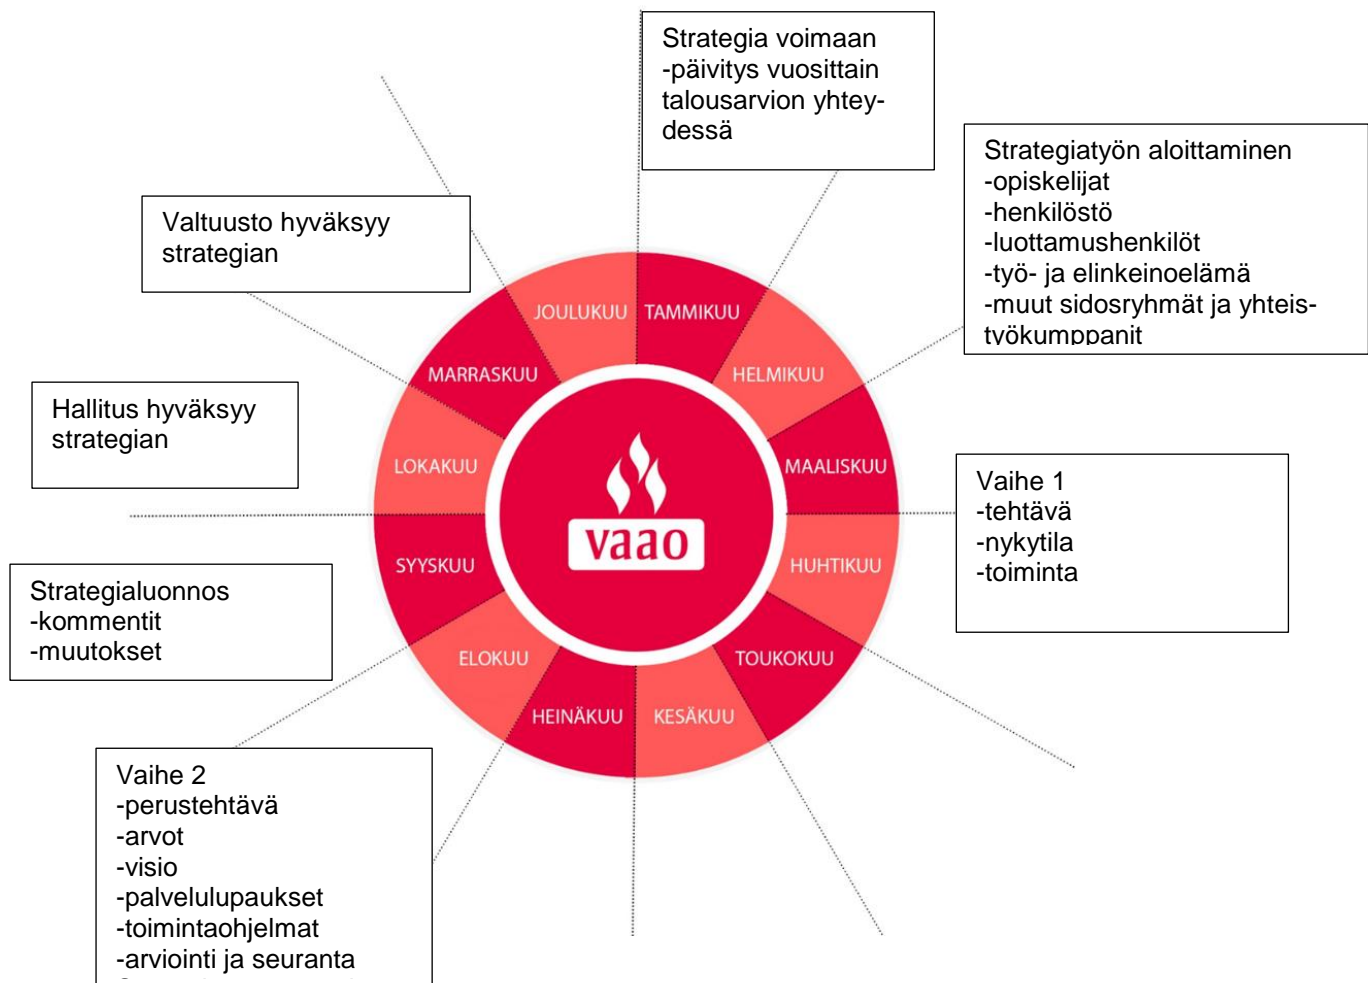 Strategia voimaan
-päivitys vuosittain
talousarvion yhtey-
dessä
Strategiatyön aloittaminen
-opiskelijat
-henkilöstö
-luottamushenkilöt
-työ- ja elinkeinoelämä
-muut sidosryhmät ja yhteis-
työkumppanit
Valtuusto hyväksyy
strategian
Hallitus hyväksyy
strategian
Strategialuonnos
-kommentit
-muutokset
Vaihe 1
-tehtävä
-nykytila
-toiminta
Vaihe 2
-perustehtävä
-arvot
-visio
-palvelulupaukset
-toimintaohjelmat
-arviointi ja seuranta
TAMMIKUU
HELMIKUU
MAALISKUU
HUHTIKUU
TOUKOKUU
KESÄKUU
HEINÄKUU
ELOKUU
SYYSKUU
LOKAKUU
MARRASKUU
JOULUKUU
vaao